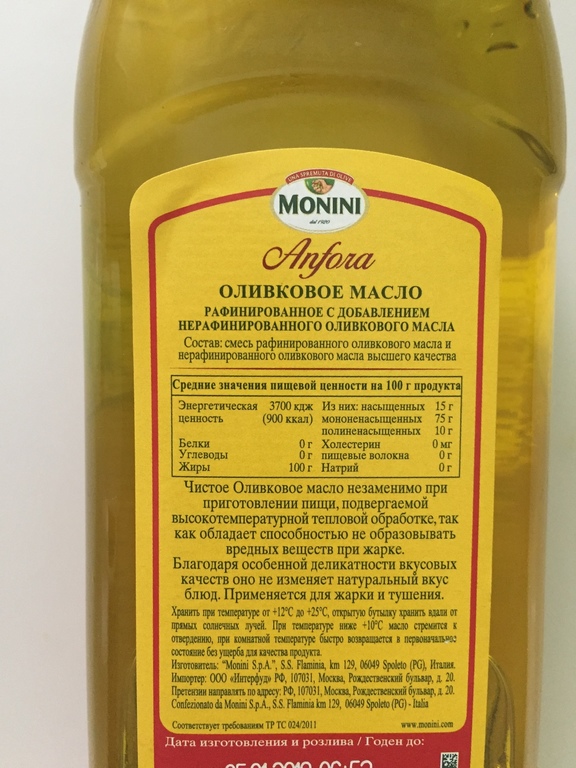 UNA SPREMUTA DI OLIVE
MONINI
dal 1920
Anfora
ОЛИВКОВОЕ МАСЛО
РАФИНИРОВАННОЕ С ДОБАВЛЕНИЕМ
НЕРАФИНИРОВАННОГО ОЛИВКОВОГО МАСЛА
Состав: смесь рафинированного оливкового масла и
нерафинированного оливкового масла высшего качества
Средние значения пищевой ценности на 100 г продукта
Энергетическая 3700 кдж Из них: насыщенных 15 г
ценность (900 ккал) мононенасыщенных 75 г
полиненасыщенных 10 г
Белки 0 г Холестерин 0 мг
Углеводы 0 г пищевые волокна 0 г
Жиры 100 г Натрий 0 г
Чистое Оливковое масло незаменимо при
приготовлении пищи, подвергаемой
высокотемпературной тепловой обработке, так
как обладает способностью не образовывать
вредных веществ при жарке.
Благодаря особенной деликатности вкусовых
качеств оно не изменяет натуральный вкус
блюд. Применяется для жарки и тушения.
Хранить при температуре от +12°С до +25°С, открытую бутылку хранить вдали от
прямых солнечных лучей. При температуре ниже +10°С масло стремится к
отвердению, при комнатной температуре быстро возвращается в первоначальное
состояние без ущерба для качества продукта.
Изготовитель: "Monini S.p.A.", S.S. Flaminia, km 129, 06049 Spoleto (PG), Италия.
Импортер: ООО «Интерфуд» РФ, 107031, Москва, Рождественский бульвар, д. 20.
Претензии направлять по адресу: РФ, 107031, Москва, Рождественский бульвар, д. 20.
Confezionato da Monini S.p.A., S.S. Flaminia km 129, 06049 Spoleto (PG) - Italia
Соответствует требованиям ТР ТС 024/2011 www.monini.com
Дата изготовления и розлива / Годен до: